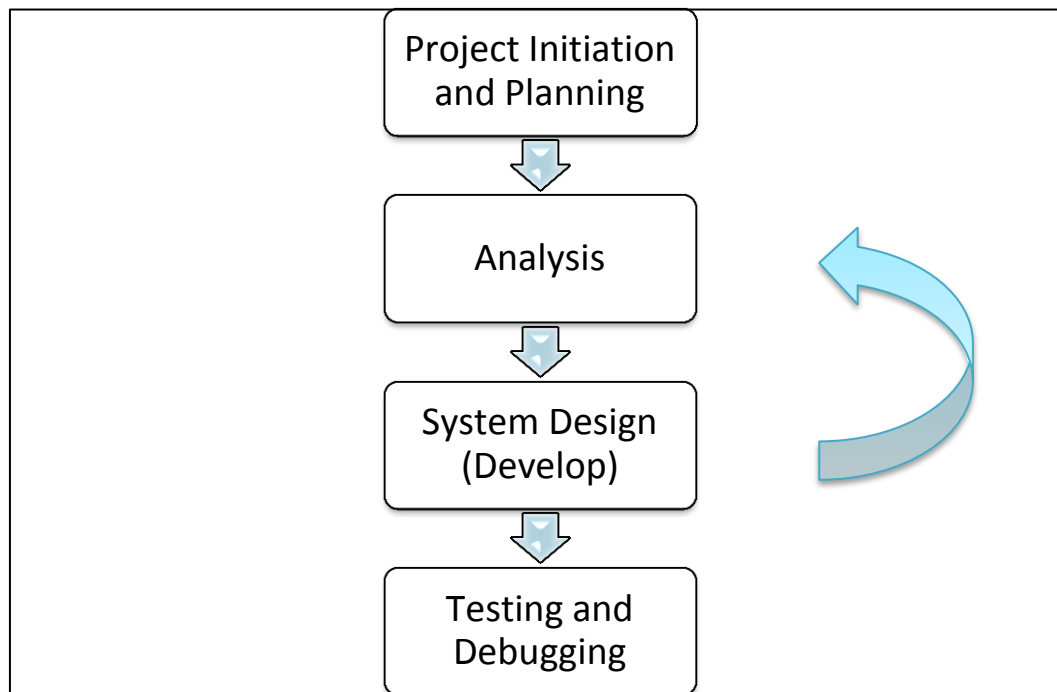 Project Initiation
and Planning
Analysis
System Design
(Develop)
Testing and
Debugging